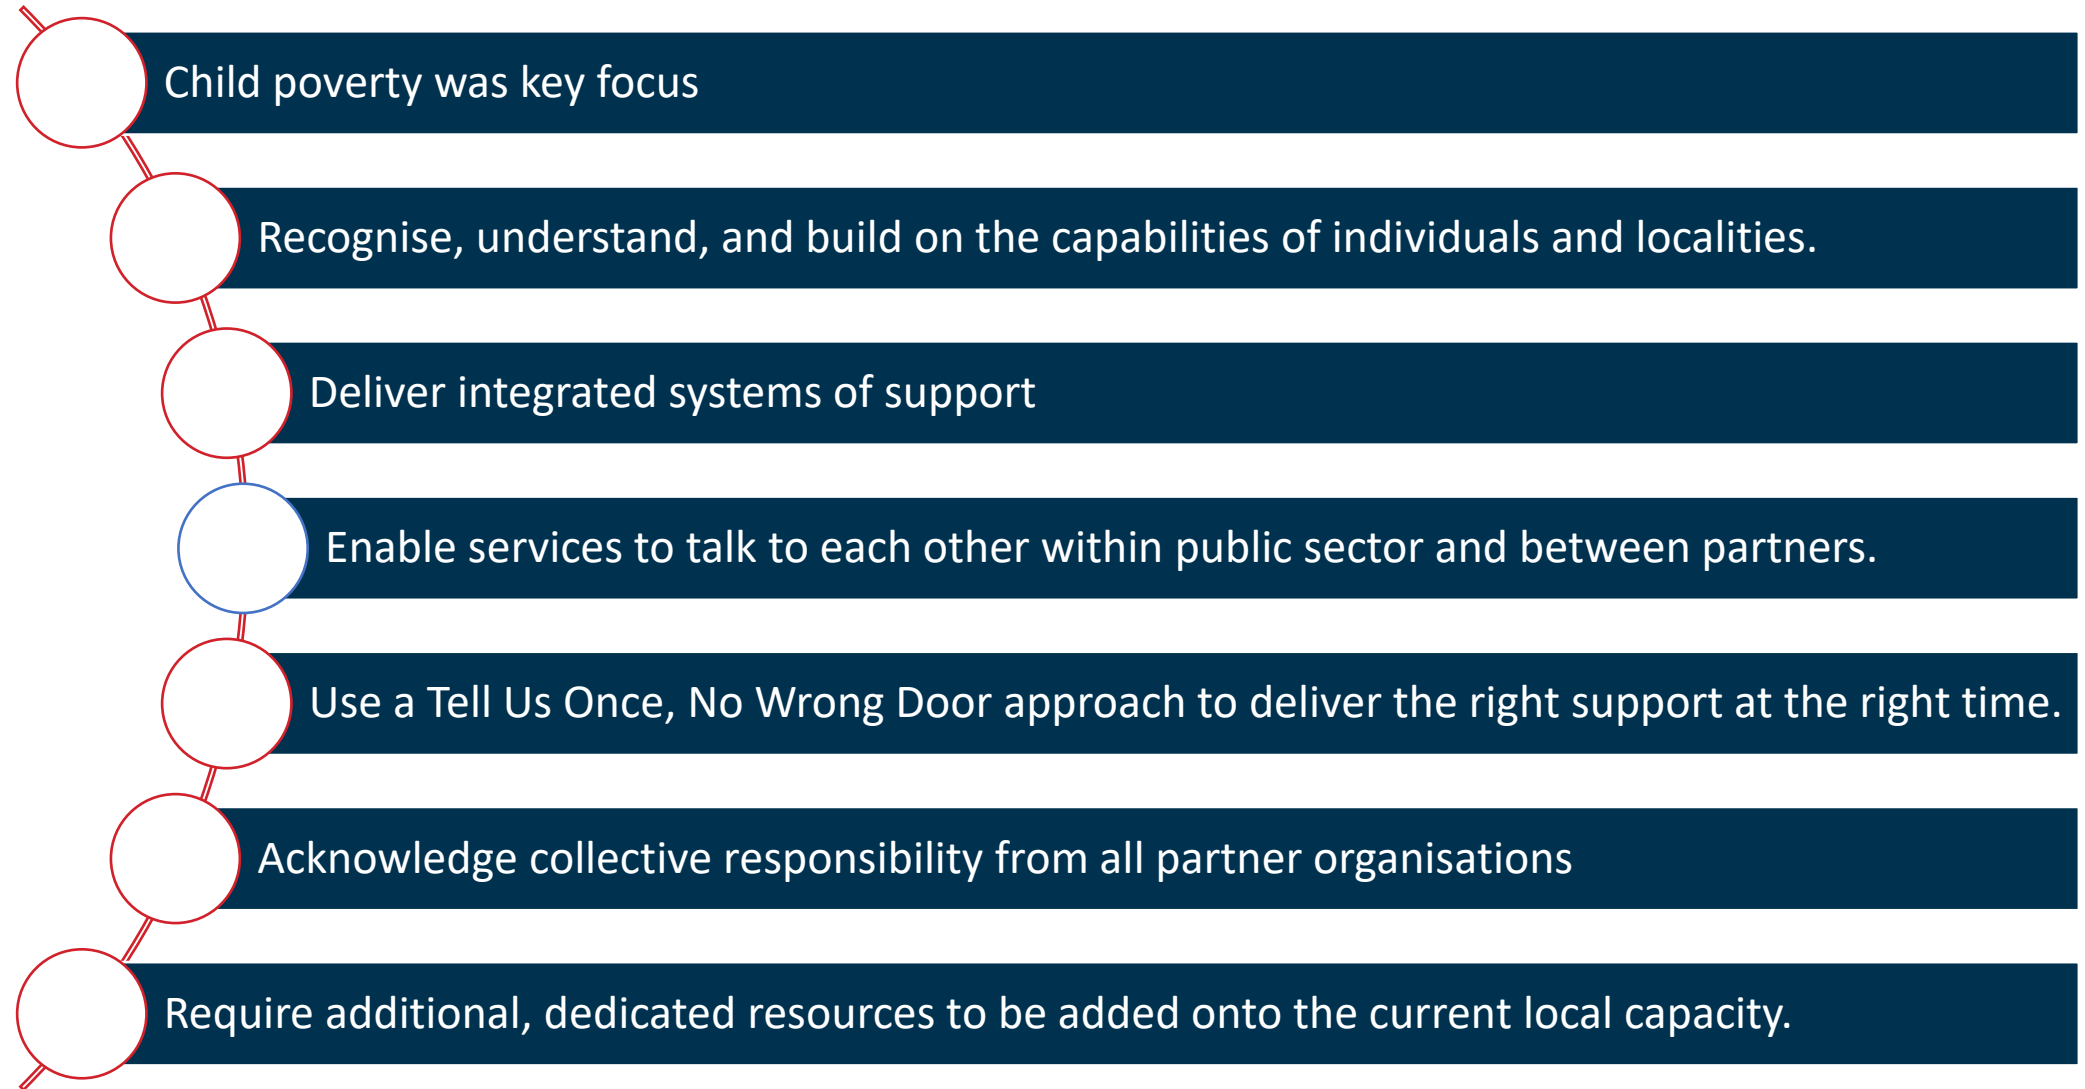 Child poverty was key focus
Recognise, understand, and build on the capabilities of individuals and localities.
Deliver integrated systems of support
Enable services to talk to each other within public sector and between partners.
Use a Tell Us Once, No Wrong Door approach to deliver the right support at the right time.
Acknowledge collective responsibility from all partner organisations
Require additional, dedicated resources to be added onto the current local capacity.